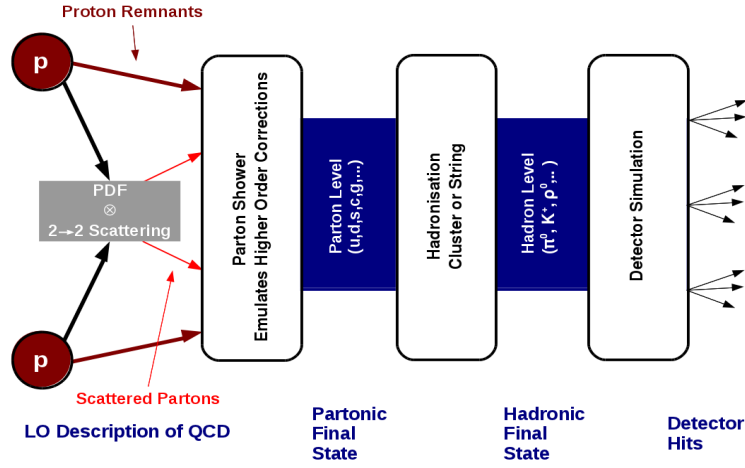 Proton Remnants
p
PDF
⊗
2→2 Scattering
p
Scattered Partons
LO Description of QCD
Parton Shower
Emulates Higher Order Corrections
Parton Level
(u,d,s,c,g,...)
Partonic
Final
State
Hadronisation
Cluster or String
Hadron Level
(π⁰, K⁺, ρ⁰,.. )
Hadronic
Final
State
Detector Simulation
Detector
Hits